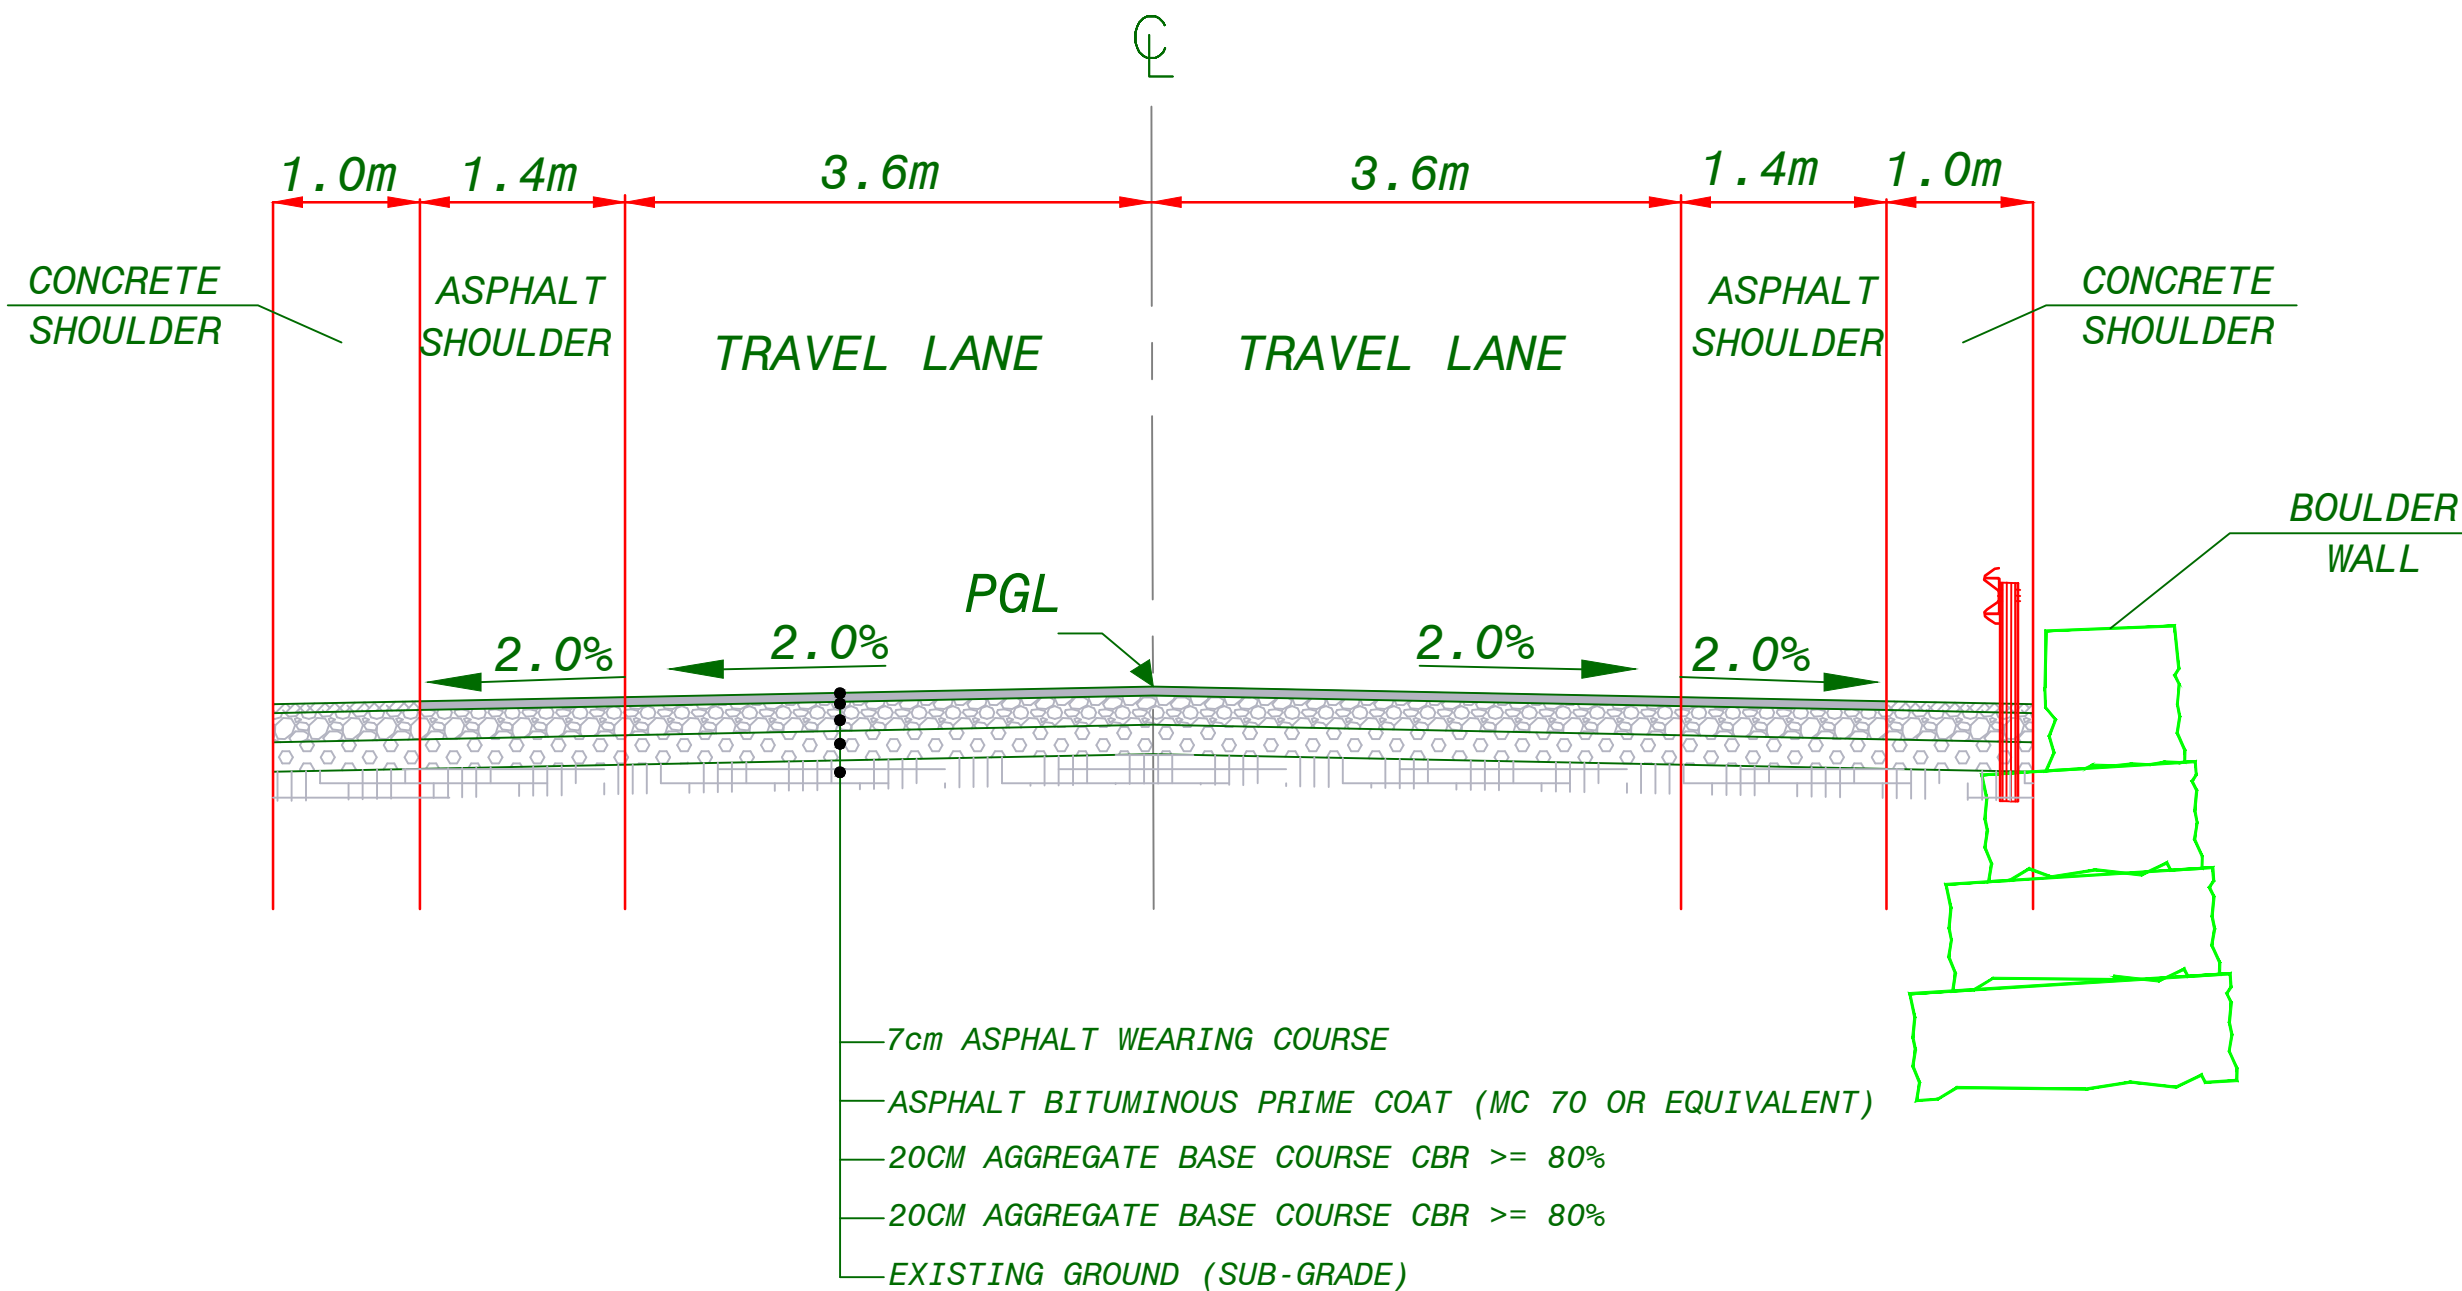 ℄
1.0m 1.4m 3.6m 3.6m 1.4m 1.0m
CONCRETE
SHOULDER
ASPHALT
SHOULDER
TRAVEL LANE
TRAVEL LANE
ASPHALT
SHOULDER
CONCRETE
SHOULDER
BOULDER
WALL
PGL
2.0% 2.0% 2.0% 2.0%
7cm ASPHALT WEARING COURSE
ASPHALT BITUMINOUS PRIME COAT (MC 70 OR EQUIVALENT)
20CM AGGREGATE BASE COURSE CBR >= 80%
20CM AGGREGATE BASE COURSE CBR >= 80%
EXISTING GROUND (SUB-GRADE)